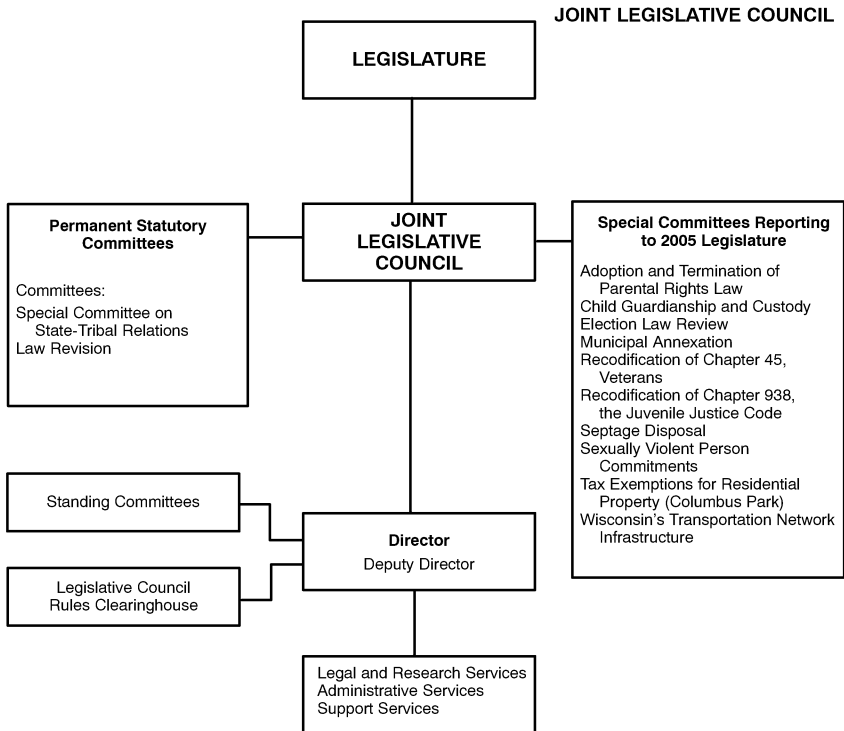 JOINT LEGISLATIVE COUNCIL
LEGISLATURE
Permanent Statutory
Committees
Committees:
Special Committee on
State-Tribal Relations
Law Revision
JOINT
LEGISLATIVE
COUNCIL
Special Committees Reporting
to 2005 Legislature
Adoption and Termination of
Parental Rights Law
Child Guardianship and Custody
Election Law Review
Municipal Annexation
Recodification of Chapter 45,
Veterans
Recodification of Chapter 938,
the Juvenile Justice Code
Septage Disposal
Sexually Violent Person
Commitments
Tax Exemptions for Residential
Property (Columbus Park)
Wisconsin's Transportation Network
Infrastructure
Standing Committees
Legislative Council
Rules Clearinghouse
Director
Deputy Director
Legal and Research Services
Administrative Services
Support Services